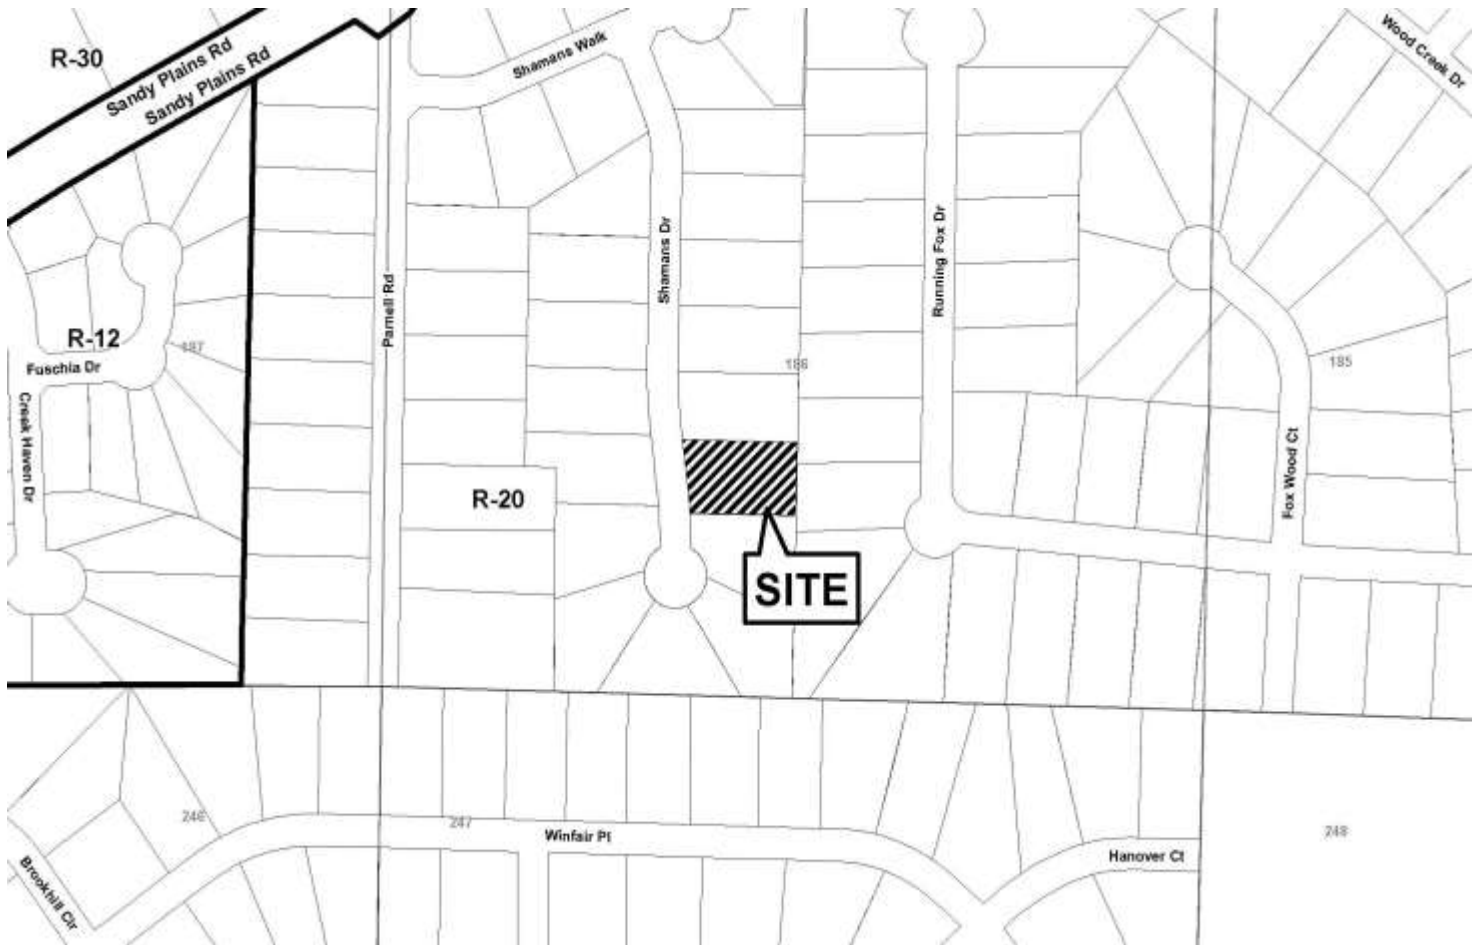 R-30
Sandy Plains Rd
Sandy Plains Rd
Shamans Walk
Wood Creek Dr
Shamans Dr
Running Fox Dr
Parnell Rd
R-12
187
186
185
Fuschia Dr
Creek Haven Dr
R-20
Fox Wood Ct
SITE
246
247
248
Winfair Pl
Hanover Ct
Brookhill Cir